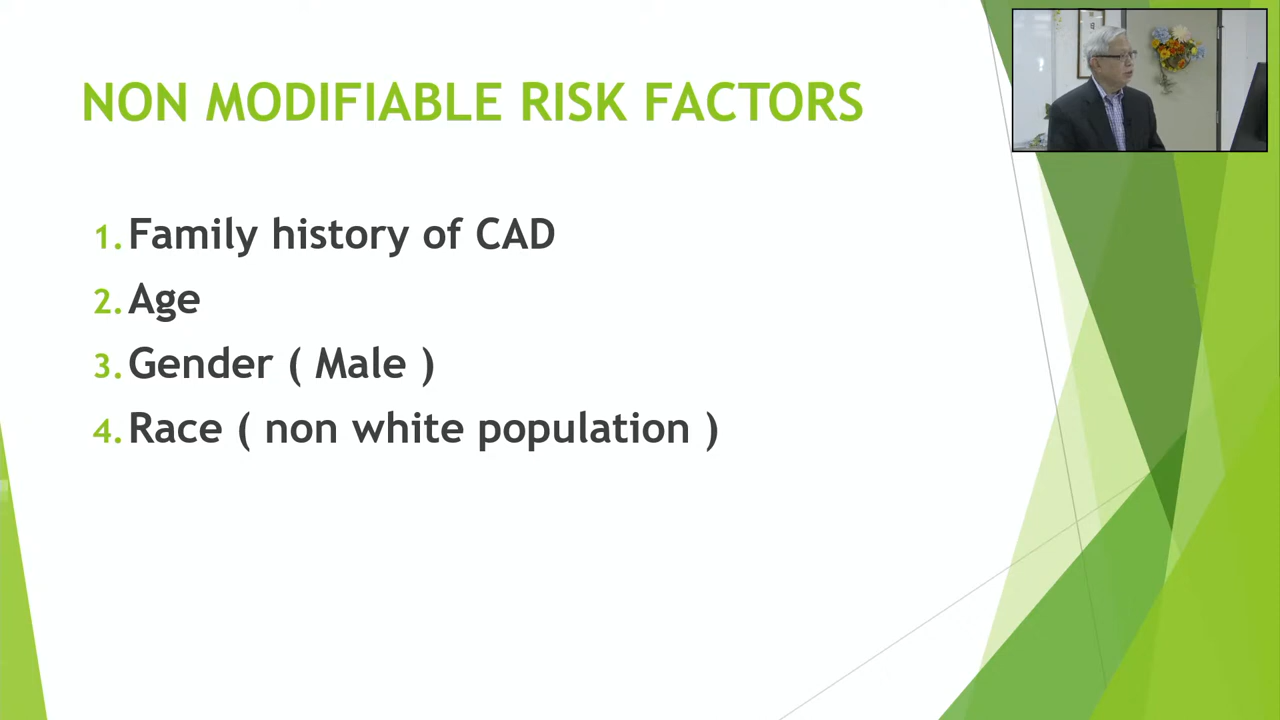 NON MODIFIABLE RISK FACTORS
1. Family history of CAD
2. Age
3. Gender ( Male )
4. Race ( non white population )